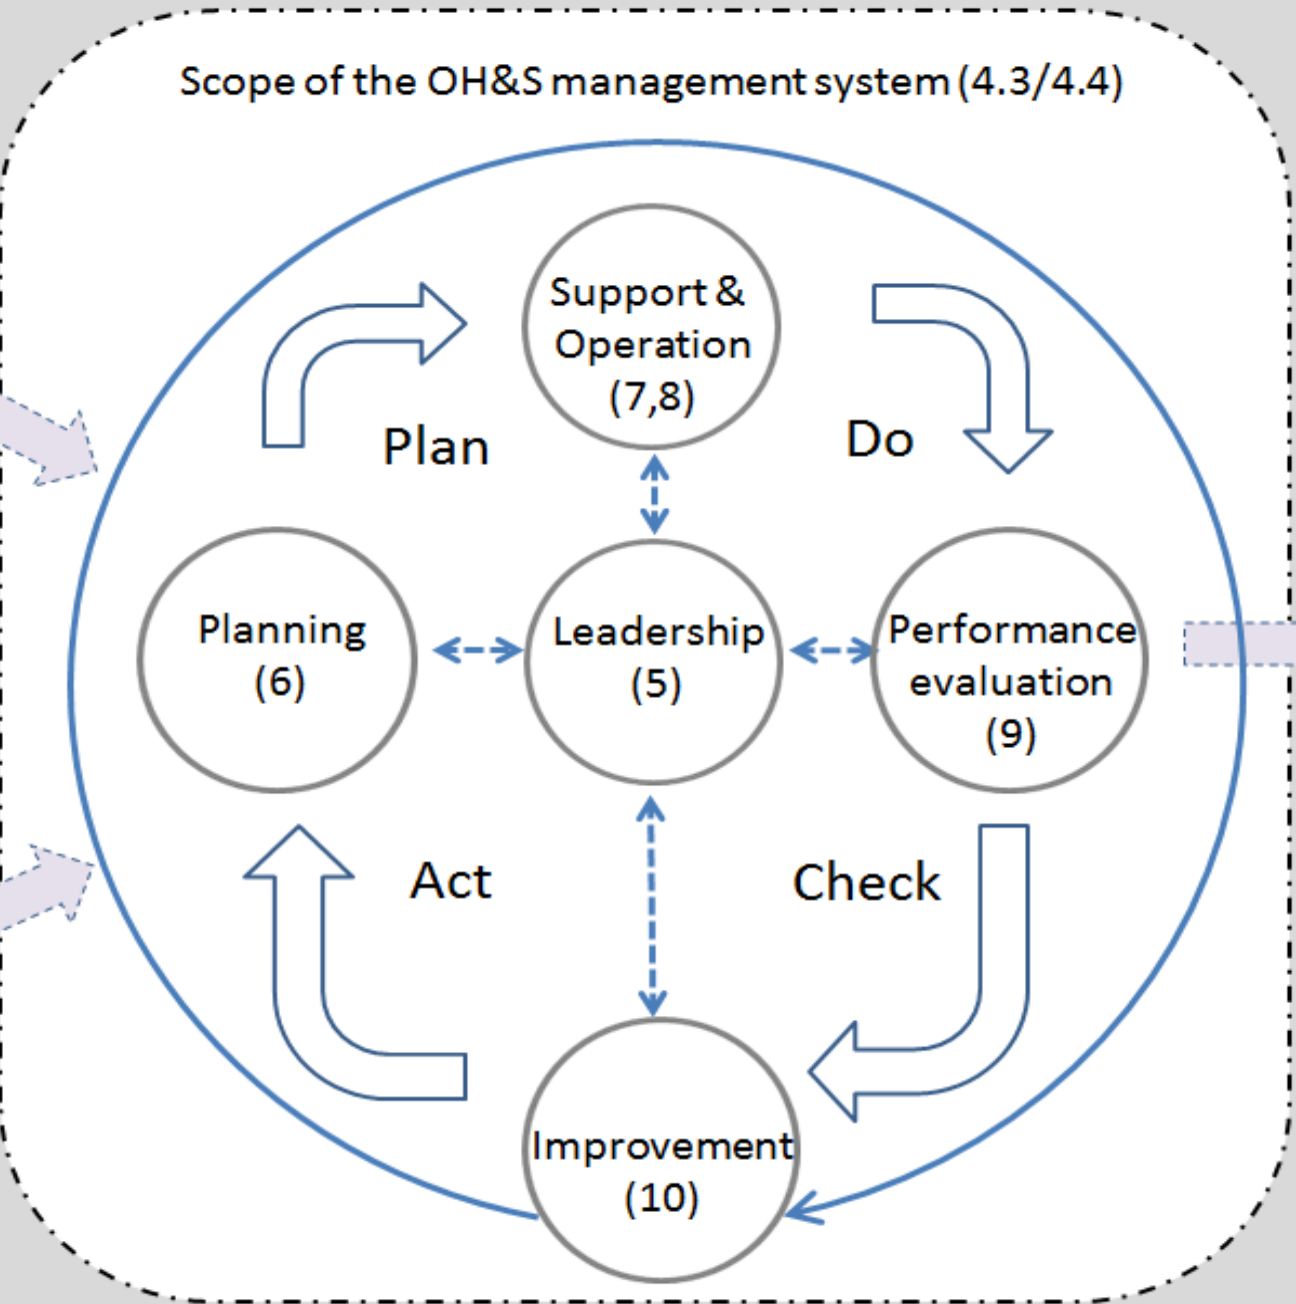 Scope of the OH&S management system (4.3/4.4)
Support &
Operation
(7,8)
Plan
Do
Planning
(6)
Leadership
(5)
Performance
evaluation
(9)
Act
Check
Improvement
(10)